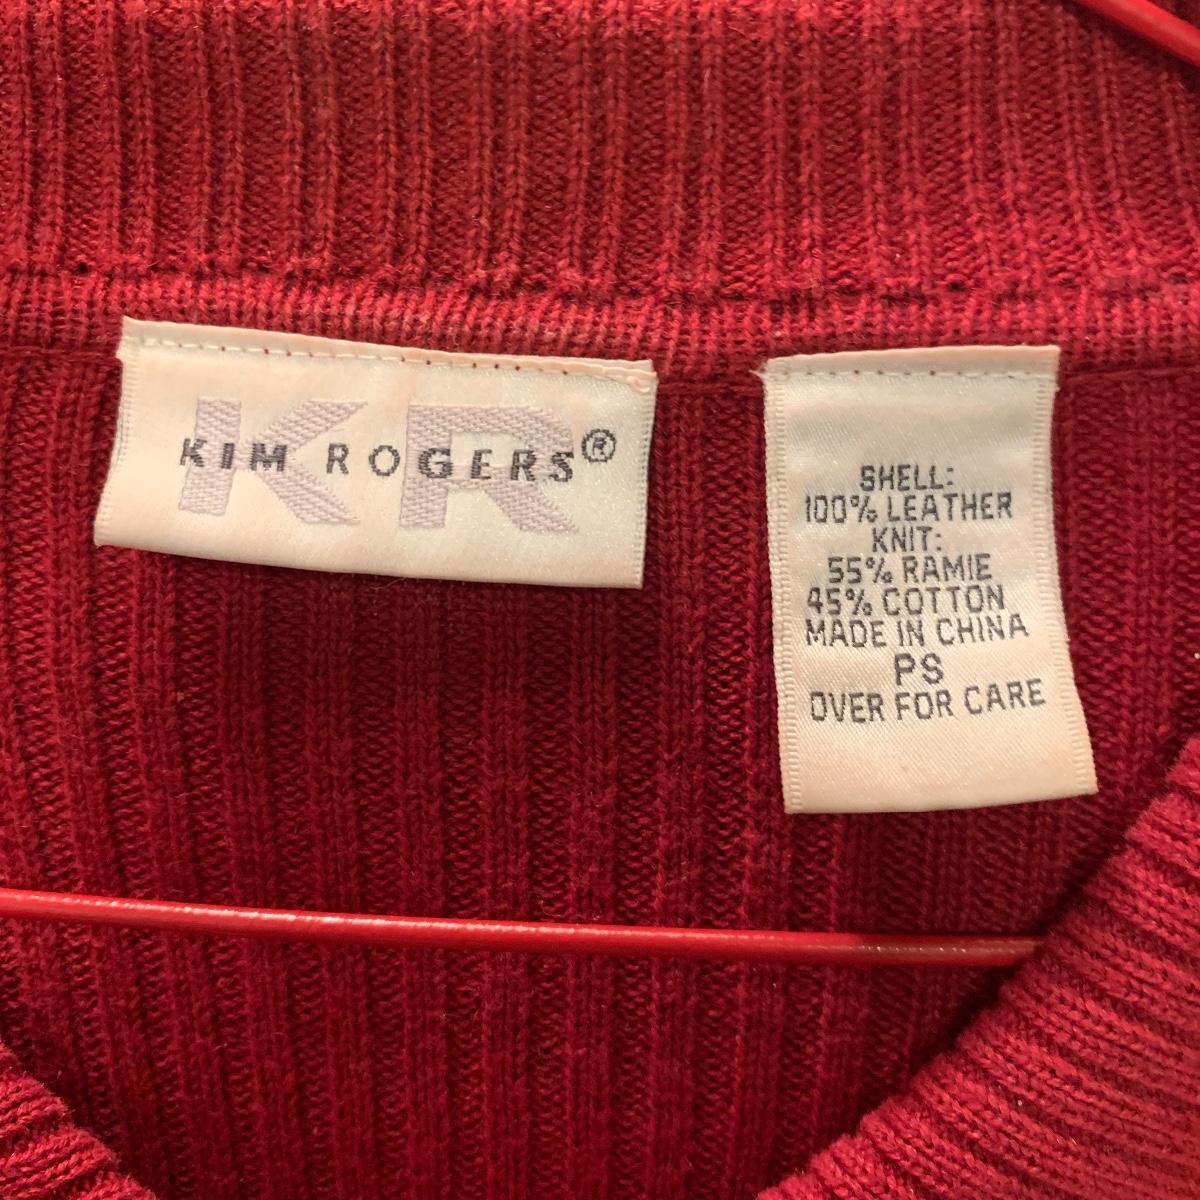 KR
KIM ROGERS®
SHELL:
100% LEATHER
KNIT:
55% RAMIE
45% COTTON
MADE IN CHINA
PS
OVER FOR CARE